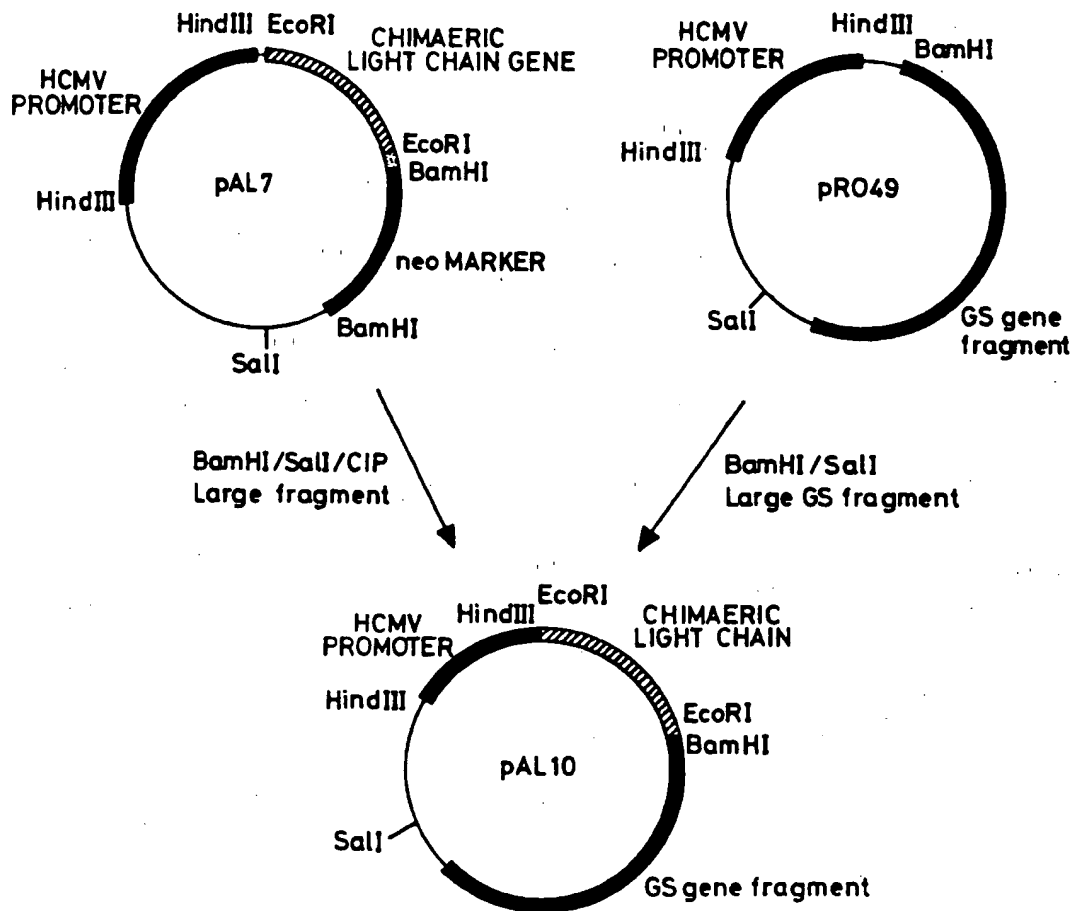 HindIII EcoRI
CHIMAERIC
LIGHT CHAIN GENE
HCMV
PROMOTER
EcoRI
BamHI
HindIII
pAL7
neo MARKER
BamHI
SalI
HCMV
PROMOTER
HindIII
BamHI
HindIII
pRO49
SalI
GS gene
fragment
BamHI/SalI/CIP
Large fragment
BamHI/SalI
Large GS fragment
EcoRI
HindIII
CHIMAERIC
LIGHT CHAIN
HCMV
PROMOTER
HindIII
EcoRI
BamHI
pAL10
SalI
GS gene fragment